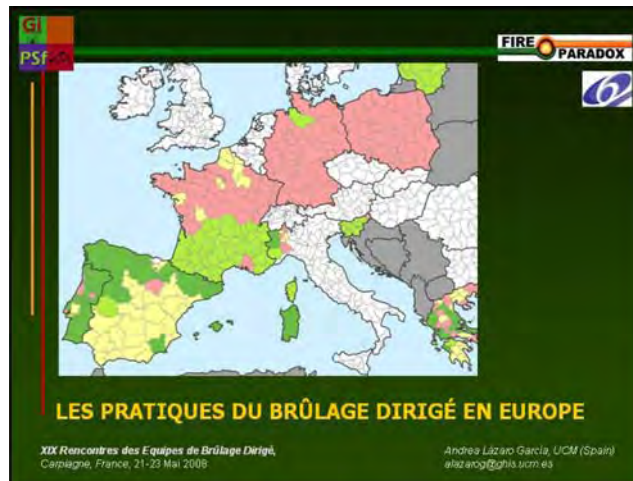 GI
PSf
FIRE PARADOX
6
LES PRATIQUES DU BRÛLAGE DIRIGÉ EN EUROPE
XIX Rencontres des Equipes de Brûlage Dirigé,
Carpiagne, France, 21-23 Mai 2008
Andrea Lázaro García, UCM (Spain)
alazarog@ghis.ucm.es